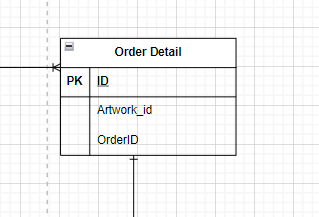 Order Detail
PK ID
Artwork_id
OrderID